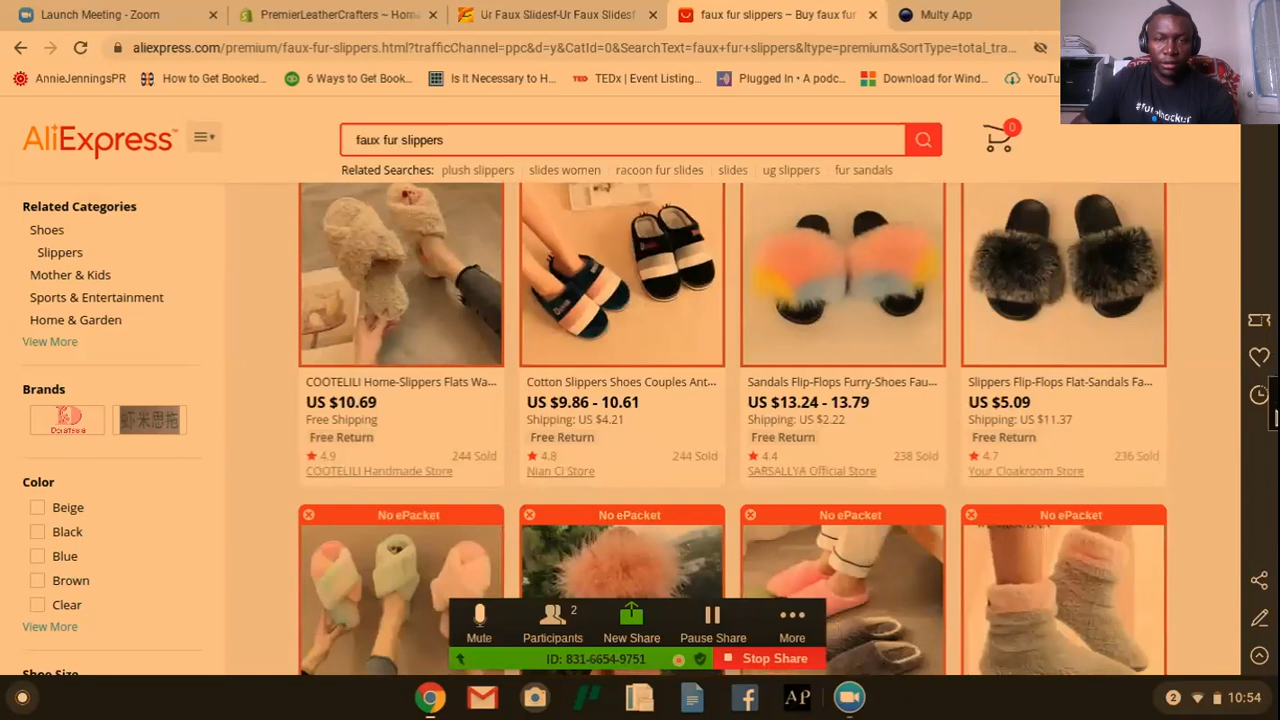 Launch Meeting - Zoom
PremierLeatherCrafters ~ Hom
Ur Faux Slidesf-Ur Faux Slidesf
faux fur slippers – Buy faux fur
Multy App
aliexpress.com/premium/faux-fur-slippers.html?trafficChannel=ppc&d=y&CatId=0&SearchText=faux+fur+slippers&ltype=premium&SortType=total_tra...
AnnieJenningsPR
How to Get Booked...
6 Ways to Get Book...
Is It Necessary to H...
TED
TEDx | Event Listing...
Plugged In • A podc...
Download for Wind...
YouTu
AliExpress
faux fur slippers
0
Related Searches:
plush slippers
slides women
racoon fur slides
slides
ug slippers
fur sandals
Related Categories
Shoes
Slippers
Mother & Kids
Sports & Entertainment
Home & Garden
View More
Brands
虾米思拖
Color
Beige
Black
Blue
Brown
Clear
View More
COOTELILI Home-Slippers Flats Wa...
US $10.69
Free Shipping
Free Return
4.9
244 Sold
COOTELILI Handmade Store
Cotton Slippers Shoes Couples Ant...
US $9.86 - 10.61
Shipping: US $4.21
Free Return
4.8
244 Sold
Nian Ci Store
Sandals Flip-Flops Furry-Shoes Fau...
US $13.24 - 13.79
Shipping: US $2.22
Free Return
4.4
238 Sold
SARSALLYA Official Store
Slippers Flip-Flops Flat-Sandals Fa...
US $5.09
Shipping: US $11.37
Free Return
4.7
236 Sold
Your Cloakroom Store
No ePacket
No ePacket
No ePacket
No ePacket
Mute
Participants
2
New Share
Pause Share
More
ID: 831-6654-9751
Stop Share
AP
2
10:54